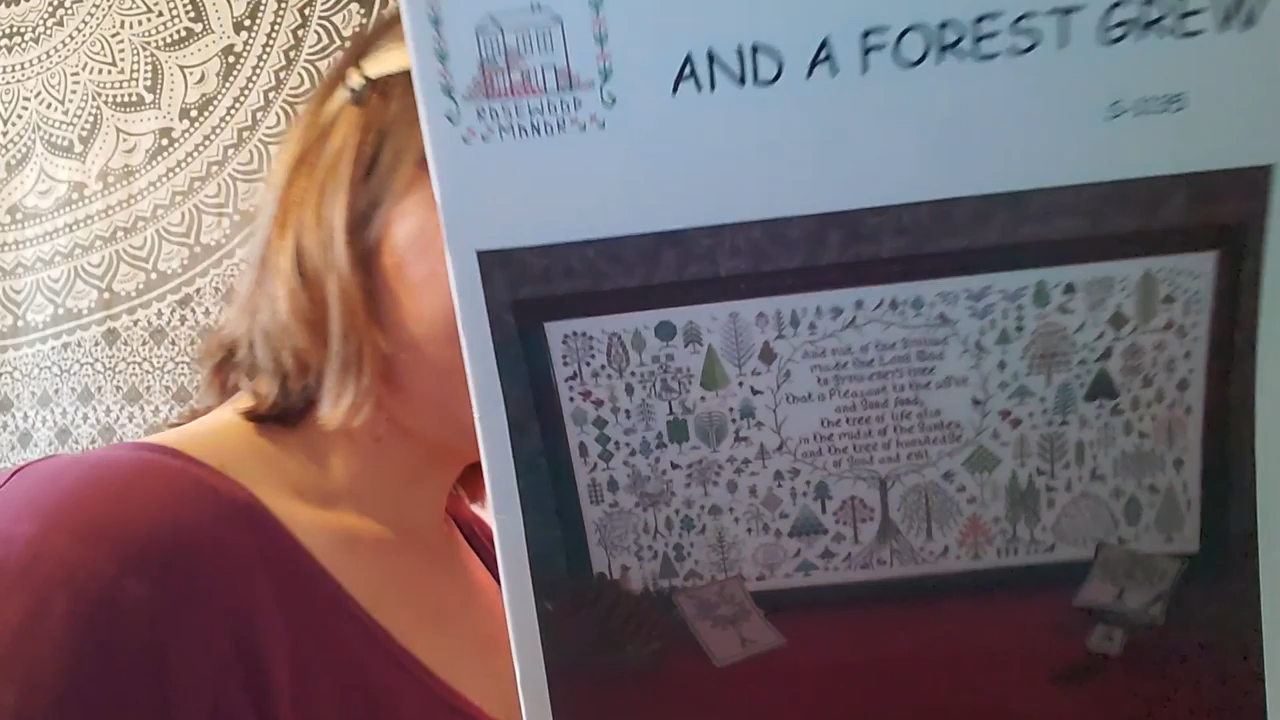 ROSEWOOD
MANOR
AND A FOREST GREW
S-1035
And out of the Ground
made the Lord God
to Grow every tree
that is Pleasant to the sight
and Good food;
the tree of life also
in the midst of the Garden
and the tree of knowledge
of Good and evil